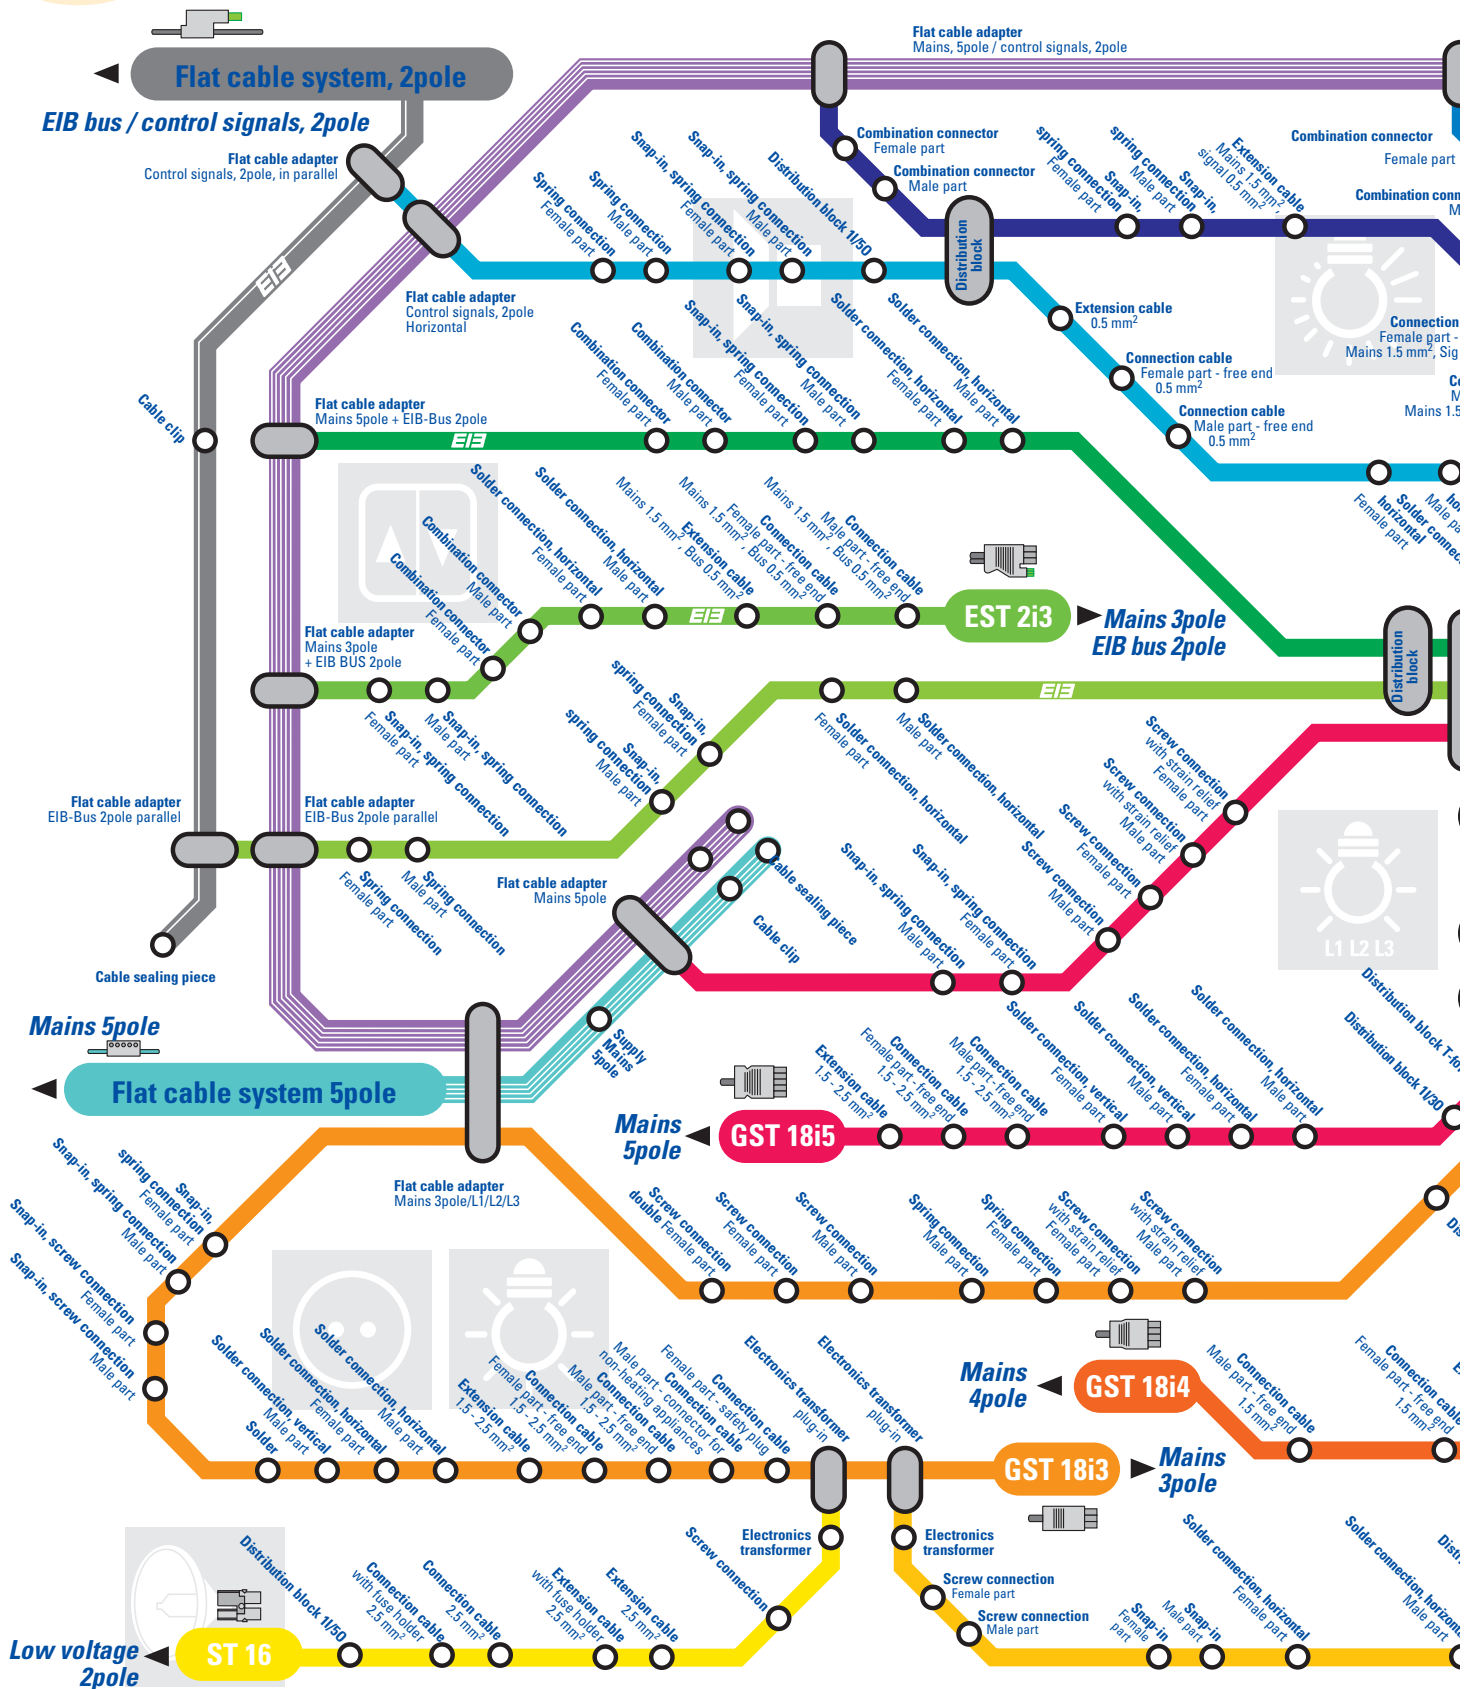 Flat cable system, 2pole
EIB bus / control signals, 2pole
Flat cable adapter
Control signals, 2pole, in parallel
Flat cable adapter
Mains, 5pole / control signals, 2pole
Combination connector
Female part
Combination connector
Male part
Distribution
block
Snap-in,
spring connection
Female part
Snap-in,
spring connection
Male part
Extension cable
Mains 1.5 mm²,
signal 0.5 mm²
Combination connector
Female part
Spring connection
Female part
Spring connection
Male part
Snap-in, spring connection
Female part
Snap-in, spring connection
Male part
Distribution block 1I/50
EIB
Flat cable adapter
Control signals, 2pole
Horizontal
Extension cable
0.5 mm²
Connection cable
Female part - free end
0.5 mm²
Connection cable
Male part - free end
0.5 mm²
Connection
Female part -
Mains 1.5 mm², Sig
Mains 1.5
Solder connec
horizontal
Female part
Cable clip
Flat cable adapter
Mains 5pole + EIB-Bus 2pole
EIB
Combination connector
Female part
Combination connector
Male part
Snap-in, spring connection
Female part
Snap-in, spring connection
Male part
Solder connection, horizontal
Female part
Solder connection, horizontal
Male part
Distribution
block
Flat cable adapter
Mains 3pole
+ EIB BUS 2pole
Snap-in, spring connection
Female part
Snap-in, spring connection
Male part
Combination connector
Female part
Combination connector
Male part
Solder connection, horizontal
Female part
Solder connection, horizontal
Male part
EIB
Extension cable
Mains 1.5 mm², Bus 0.5 mm²
Connection cable
Female part - free end
Mains 1.5 mm², Bus 0.5 mm²
Connection cable
Male part - free end
Mains 1.5 mm², Bus 0.5 mm²
EST 2i3
Mains 3pole
EIB bus 2pole
Flat cable adapter
EIB-Bus 2pole parallel
Flat cable adapter
EIB-Bus 2pole parallel
Spring connection
Female part
Spring connection
Male part
Snap-in,
spring connection
Male part
Snap-in,
spring connection
Female part
Solder connection, horizontal
Female part
Solder connection, horizontal
Male part
EIB
Cable sealing piece
Flat cable adapter
Mains 5pole
Cable sealing piece
Cable clip
Snap-in, spring connection
Male part
Snap-in, spring connection
Female part
Screw connection
Male part
Screw connection
Female part
Screw connection
with strain relief
Male part
Screw connection
with strain relief
Female part
L1 L2 L3
Mains 5pole
Flat cable system 5pole
Supply
Mains
5pole
Mains
5pole
GST 18i5
Extension cable
1.5 - 2.5 mm²
Connection cable
Female part - free end
1.5 - 2.5 mm²
Connection cable
Male part - free end
1.5 - 2.5 mm²
Solder connection, vertical
Female part
Solder connection, vertical
Male part
Solder connection, horizontal
Female part
Solder connection, horizontal
Male part
Distribution block 1I/30
Distribution block T-fo
Flat cable adapter
Mains 3pole/L1/L2/L3
Snap-in,
spring connection
Female part
Snap-in, spring connection
Male part
Snap-in, screw connection
Female part
Snap-in, screw connection
Male part
Screw connection
double Female part
Screw connection
Female part
Screw connection
Male part
Spring connection
Male part
Spring connection
Female part
Screw connection
with strain relief
Female part
Screw connection
with strain relief
Male part
Mains
4pole
GST 18i4
Connection cable
Male part - free end
1.5 mm²
Connection cable
Female part - free end
1.5 mm²
Solder
Solder connection, vertical
Male part
Solder connection, horizontal
Female part
Solder connection, horizontal
Male part
Extension cable
1.5 - 2.5 mm²
Connection cable
Female part - free end
1.5 - 2.5 mm²
Connection cable
Male part - free end
1.5 - 2.5 mm²
Connection cable
Male part - connector for
non-heating appliances
Connection cable
Female part - safety plug
Electronics transformer
plug-in
Electronics transformer
plug-in
GST 18i3
Mains
3pole
Electronics
transformer
Electronics
transformer
Screw connection
Female part
Screw connection
Male part
Snap-in
Female
part
Snap-in
Male part
Solder connection, horizontal
Female part
Solder connection, horizonta
Male part
Low voltage
2pole
ST 16
Distribution block 1I/50
Connection cable
with fuse holder
2.5 mm²
Connection cable
2.5 mm²
Extension cable
with fuse holder
2.5 mm²
Extension cable
2.5 mm²
Screw connection